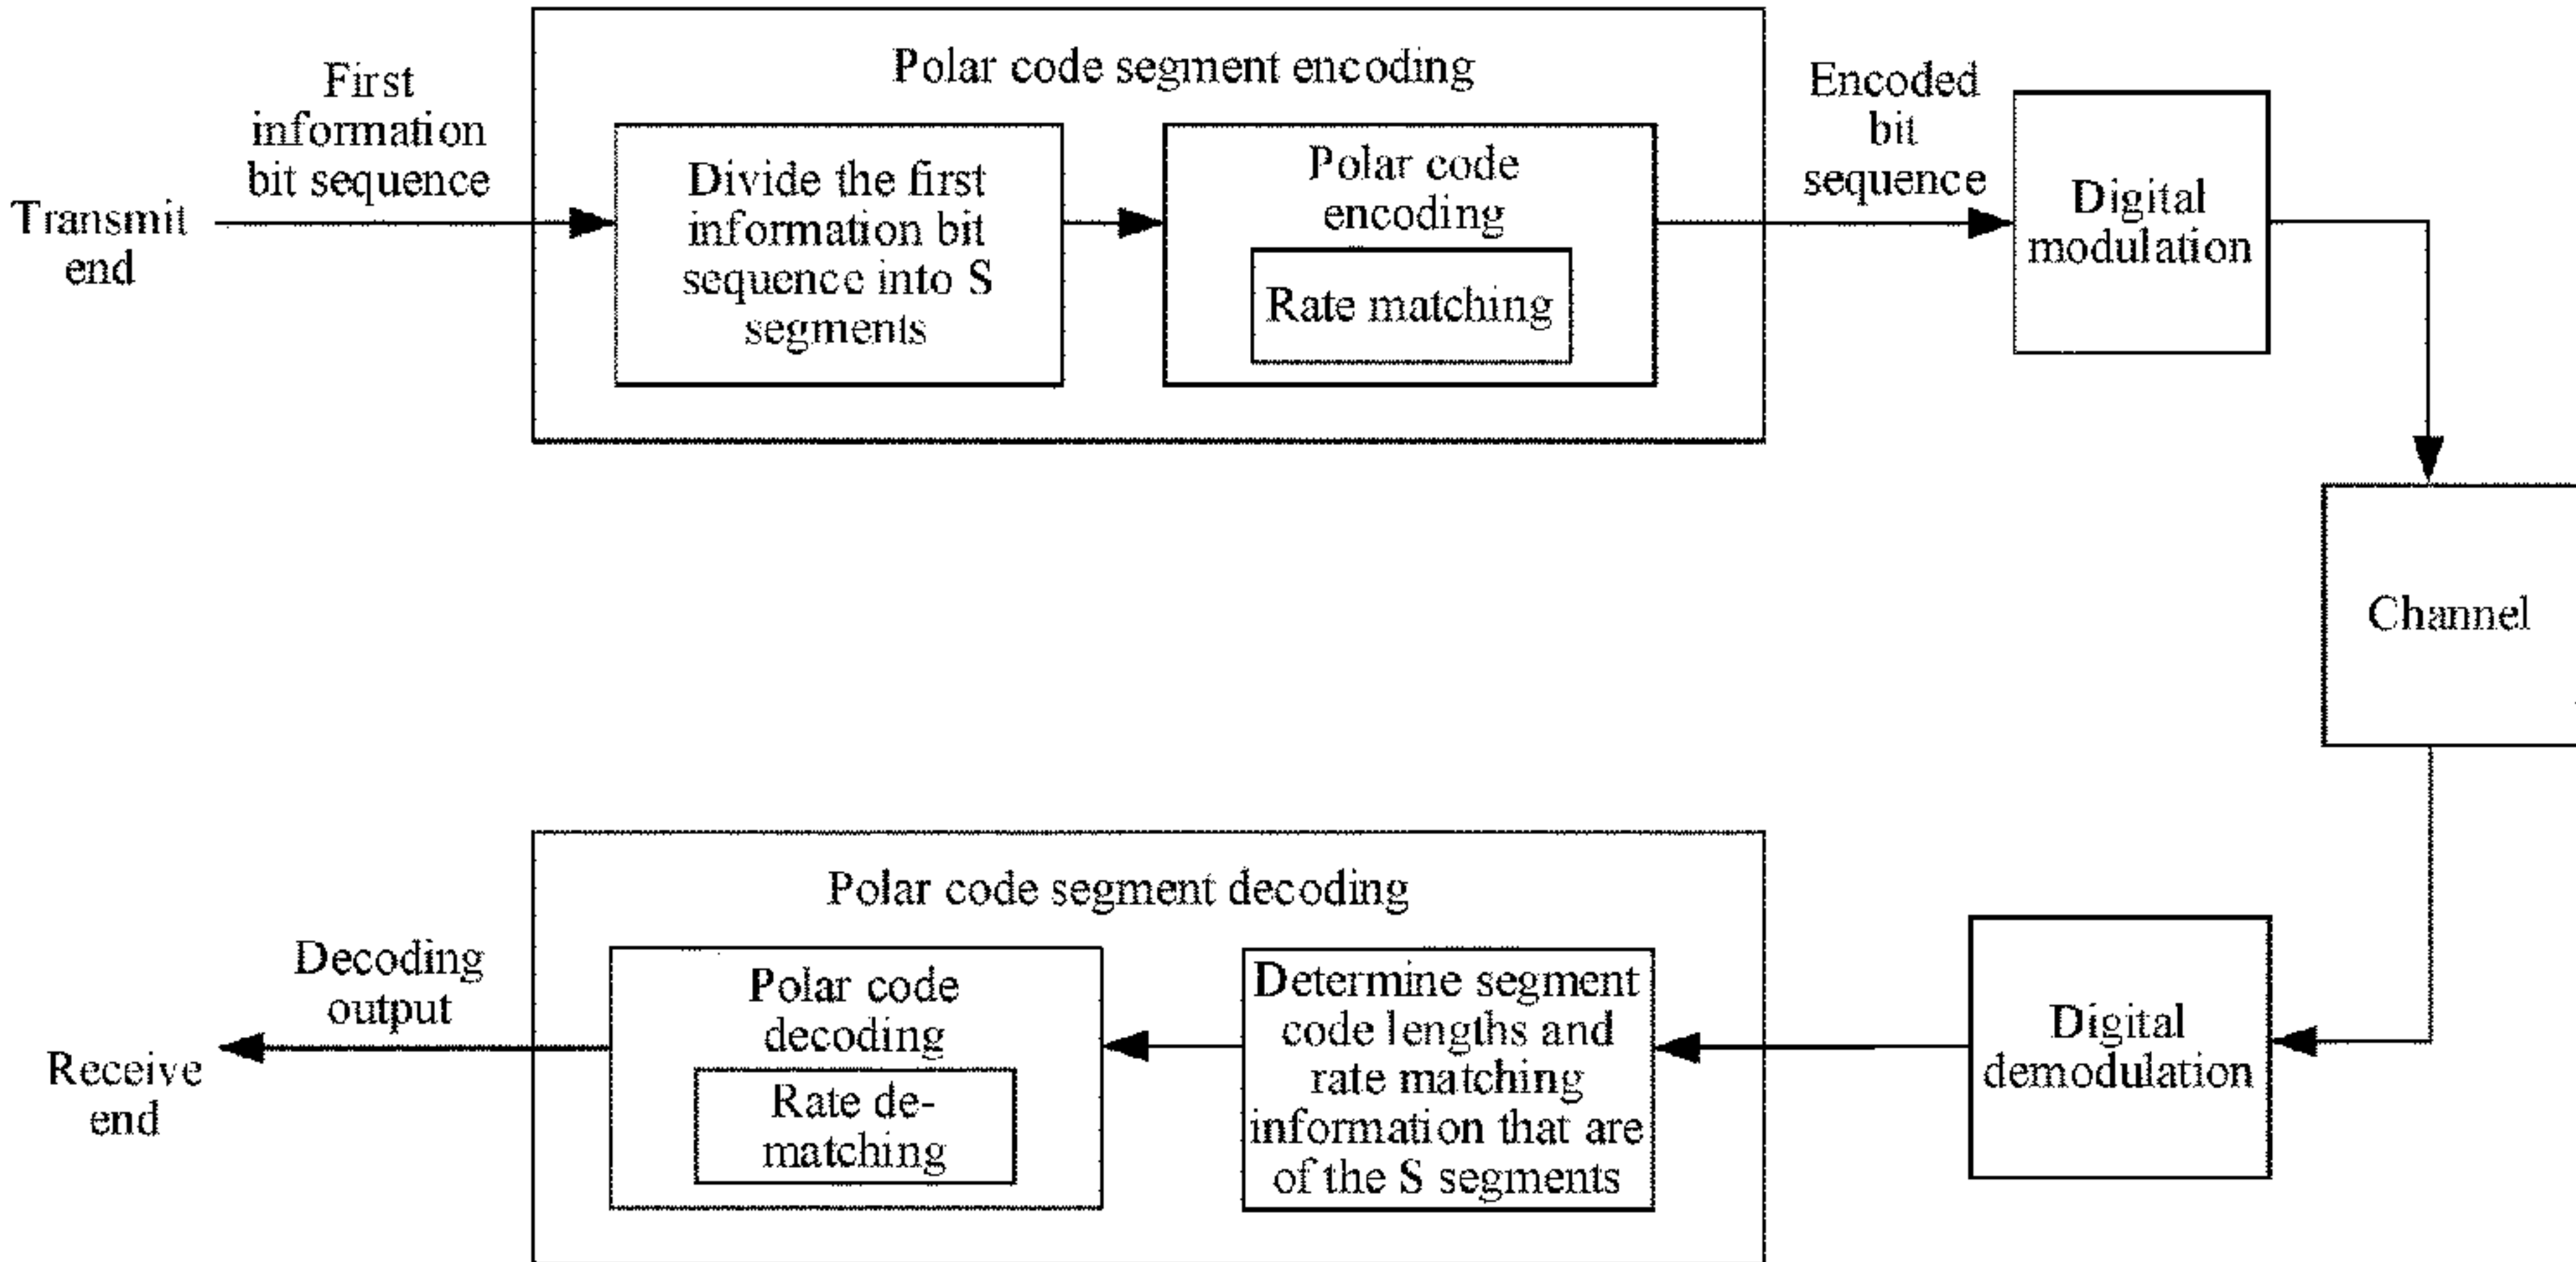 Polar code segment encoding
First
information
bit sequence
Transmit
end
Divide the first
information bit
sequence into S
segments
Polar code
encoding
Rate matching
Encoded
bit
sequence
Digital
modulation
Channel
Polar code segment decoding
Decoding
output
Receive
end
Polar code
decoding
Rate de-
matching
Determine segment
code lengths and
rate matching
information that are
of the S segments
Digital
demodulation